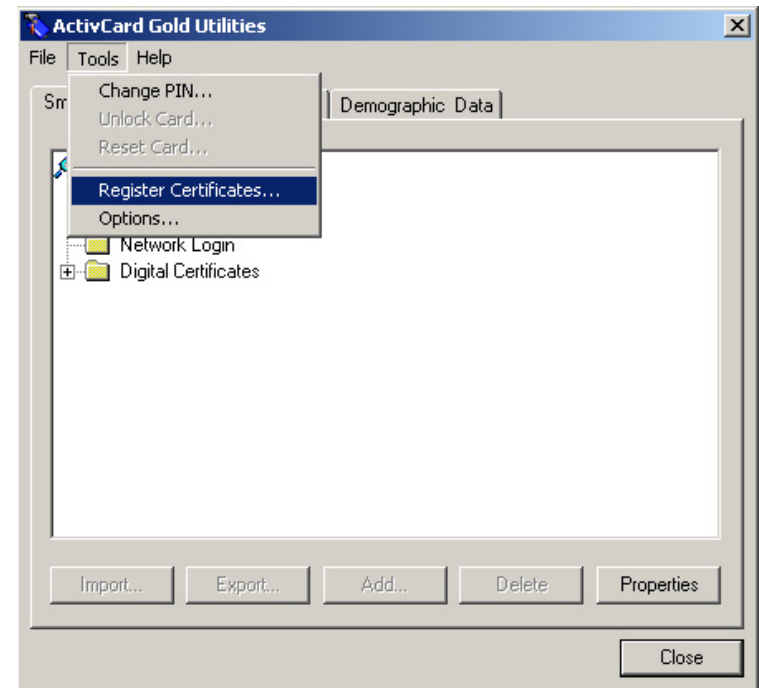 ActivCard Gold Utilities
File Tools Help
Change PIN...
Sm Demographic Data
Unlock Card...
Reset Card...
Register Certificates...
Options...
Network Login
Digital Certificates
Import... Export... Add... Delete Properties
Close